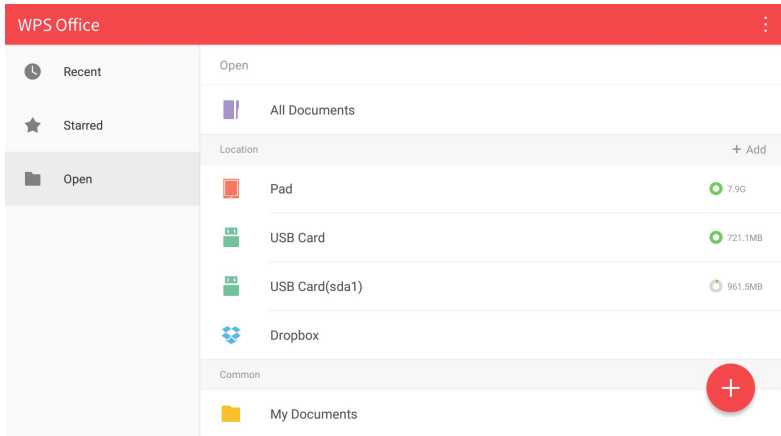 WPS Office
Recent
Starred
Open
Open
All Documents
Location + Add
Pad 7.9G
USB Card 721.1MB
USB Card(sda1) 961.5MB
Dropbox
Common
My Documents